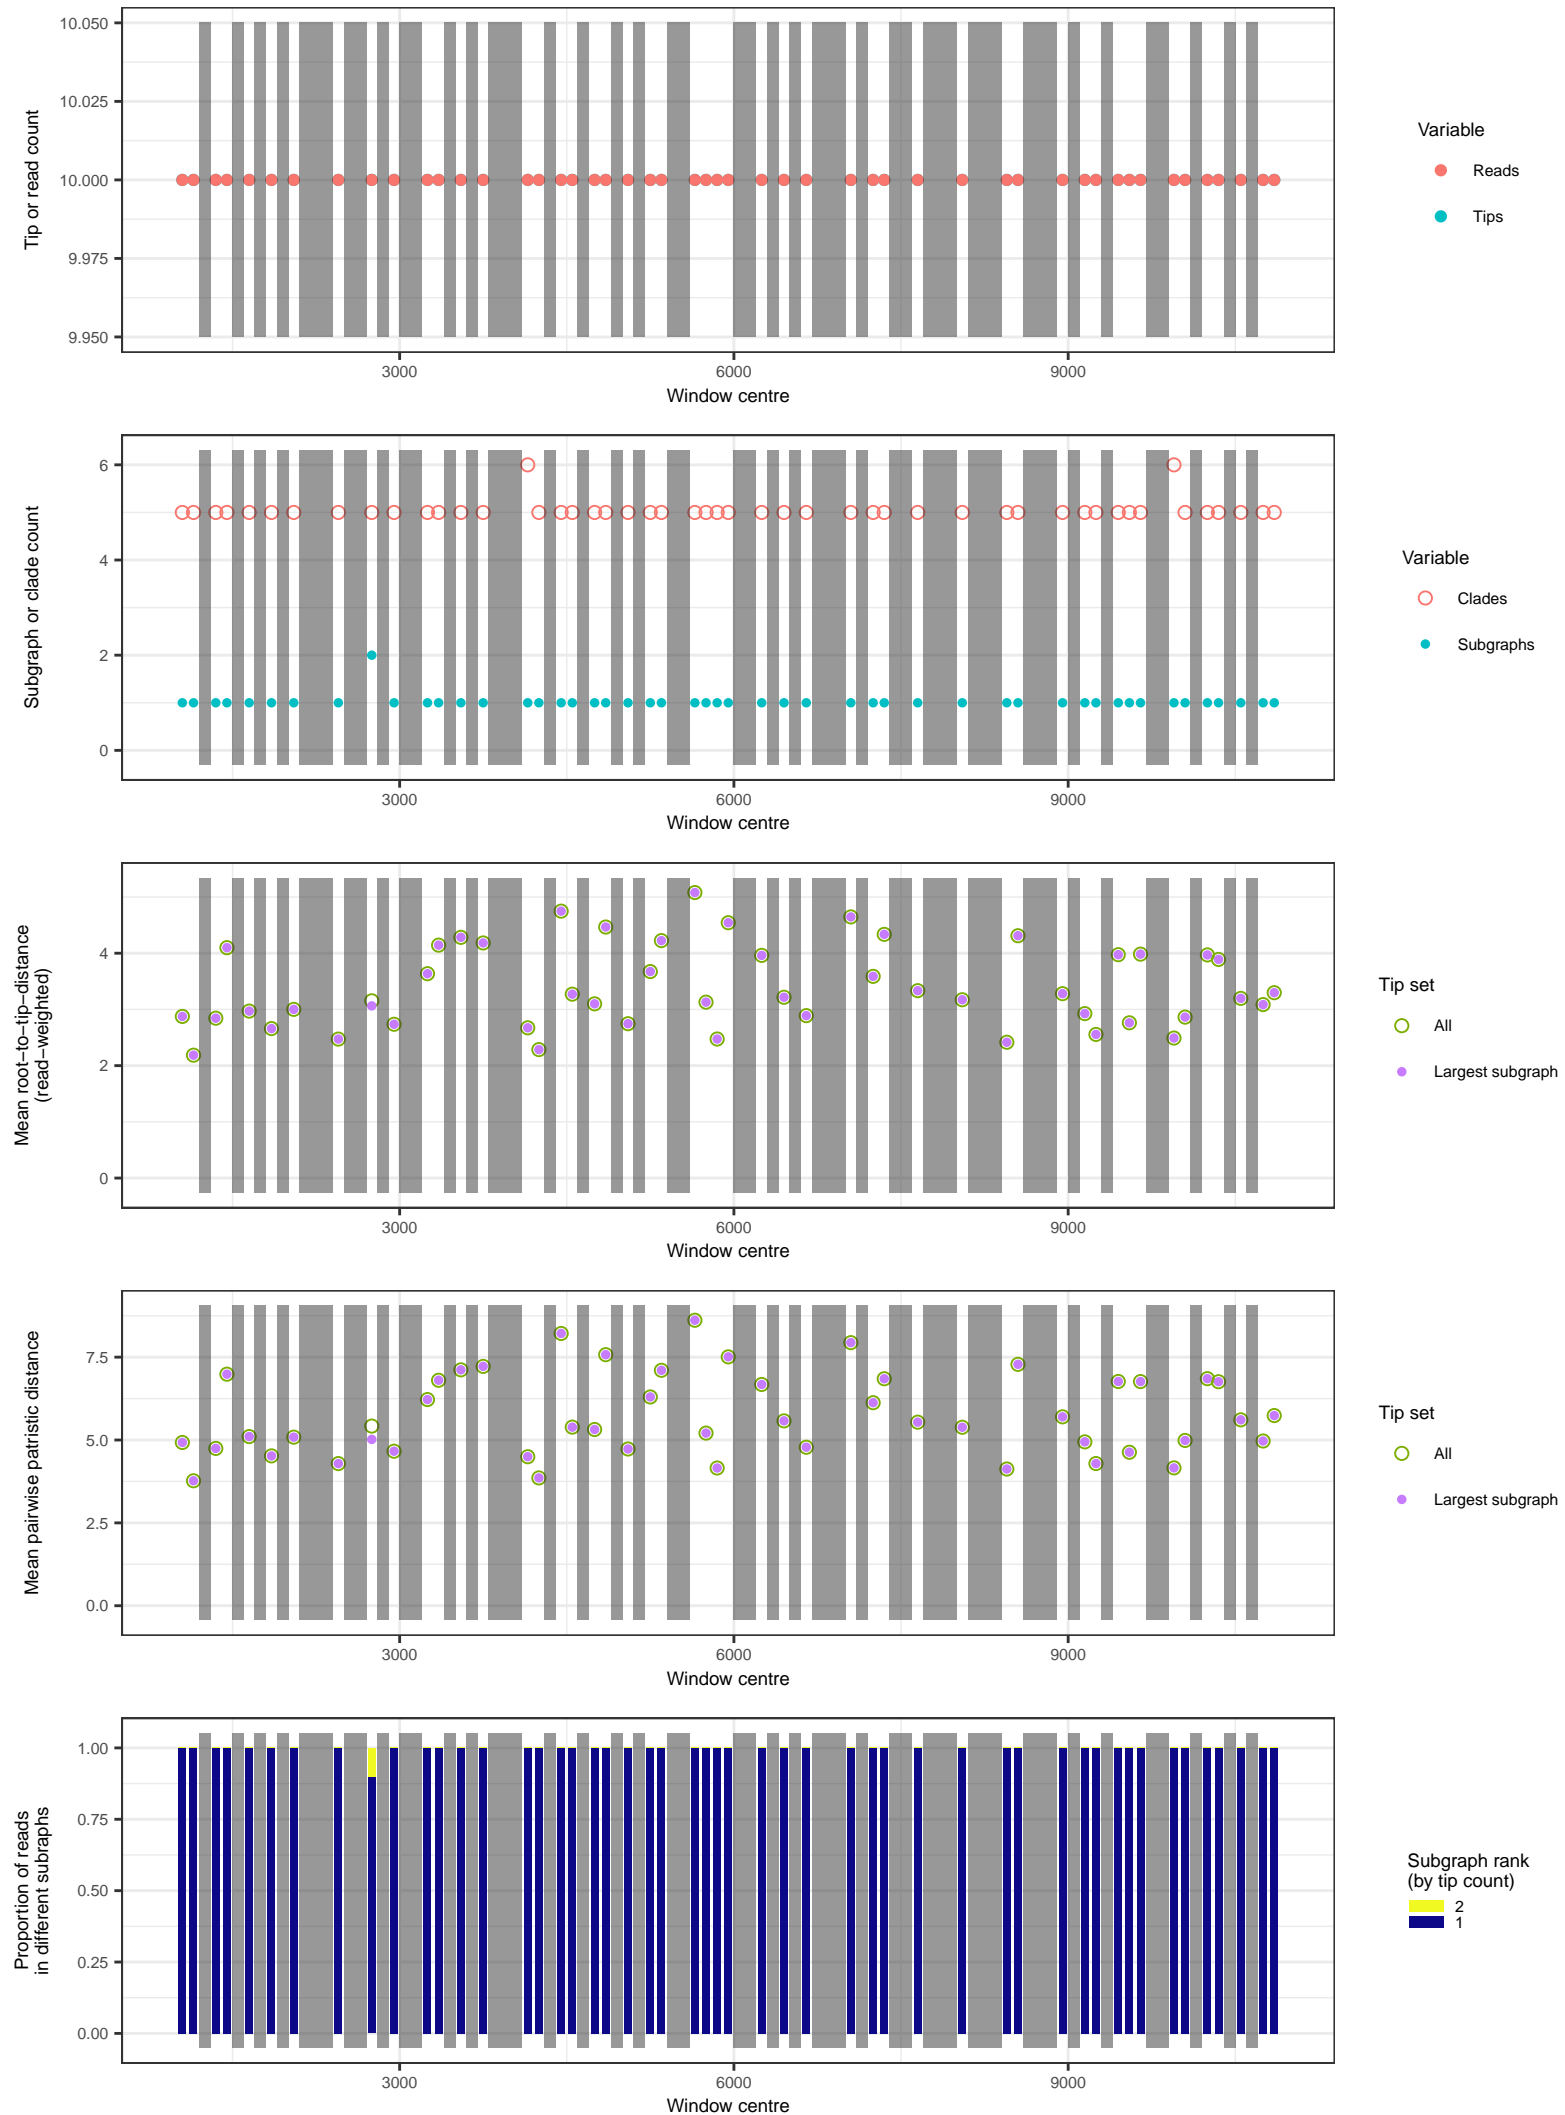 10.050
10.025
10.000
9.975
9.950
Tip or read count
3000
6000
9000
Window centre
Variable
Reads
Tips
6
4
2
0
Subgraph or clade count
3000
6000
9000
Window centre
Variable
Clades
Subgraphs
4
2
0
Mean root−to−tip−distance
(read−weighted)
3000
6000
9000
Window centre
Tip set
All
Largest subgraph
7.5
5.0
2.5
0.0
Mean pairwise patristic distance
3000
6000
9000
Window centre
Tip set
All
Largest subgraph
1.00
0.75
0.50
0.25
0.00
Proportion of reads
in different subraphs
3000
6000
9000
Window centre
Subgraph rank
(by tip count)
2
1